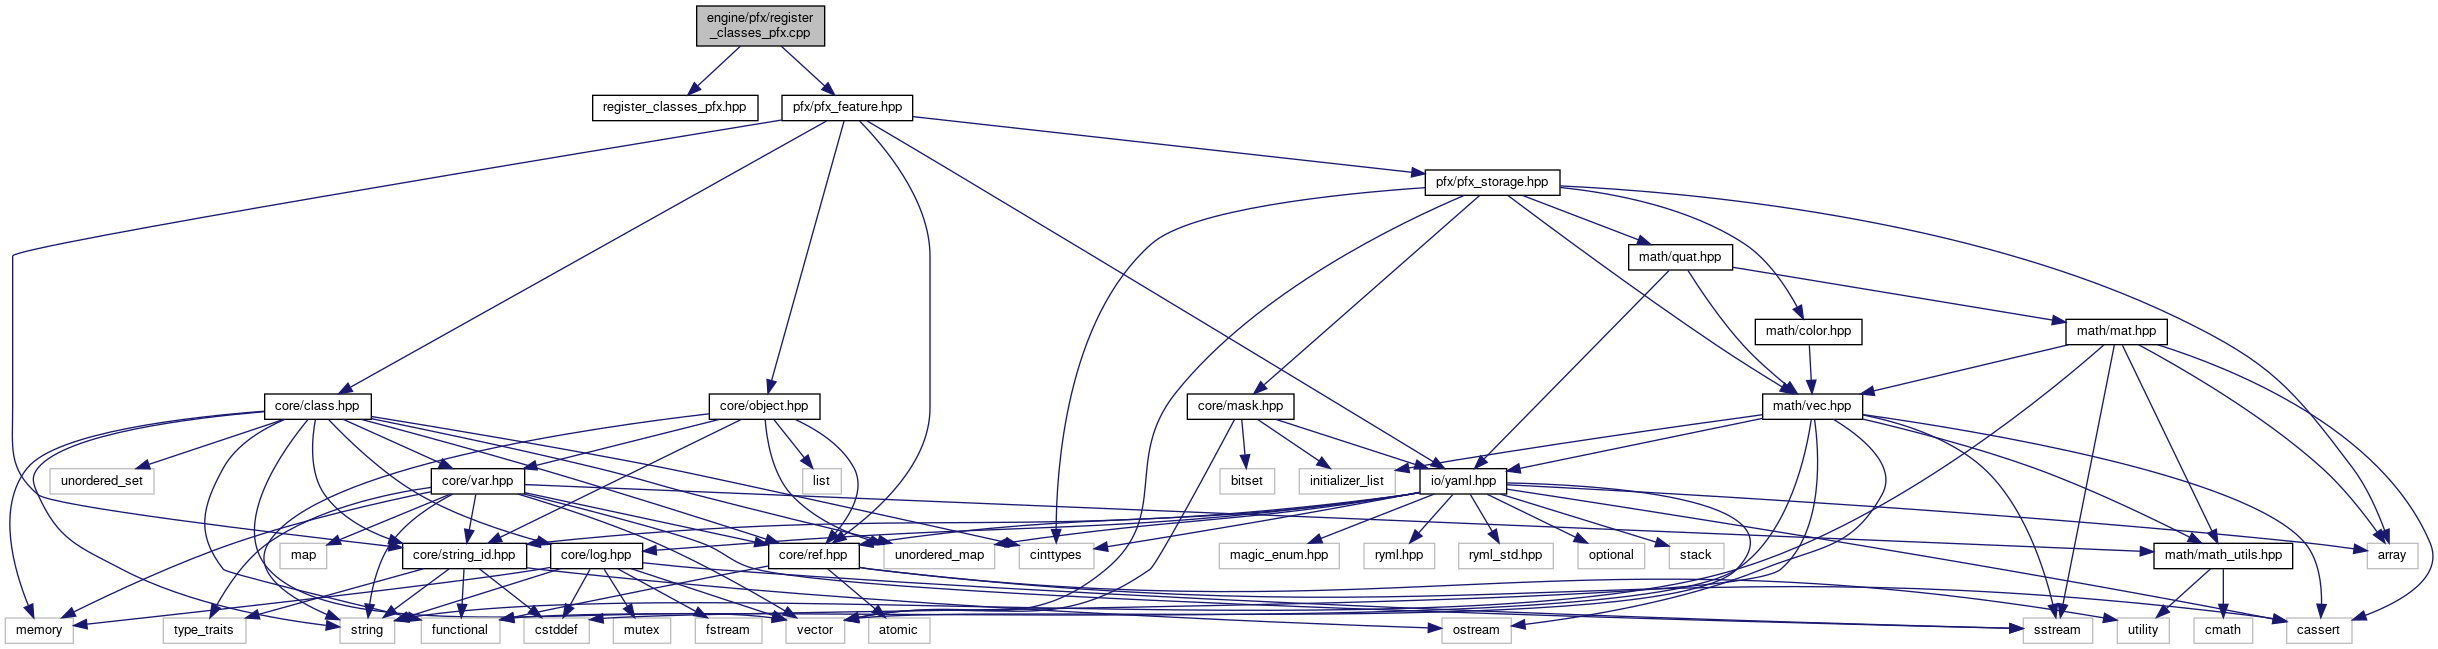 engine/pfx/register
_classes_pfx.cpp
register_classes_pfx.hpp
pfx/pfx_feature.hpp
pfx/pfx_storage.hpp
math/quat.hpp
math/color.hpp
math/mat.hpp
core/class.hpp
core/object.hpp
core/mask.hpp
math/vec.hpp
unordered_set
core/var.hpp
list
bitset
initializer_list
io/yaml.hpp
map
core/string_id.hpp
core/log.hpp
core/ref.hpp
unordered_map
cinttypes
magic_enum.hpp
ryml.hpp
ryml_std.hpp
optional
stack
math/math_utils.hpp
array
memory
type_traits
string
functional
cstddef
mutex
fstream
vector
atomic
ostream
sstream
utility
cmath
cassert